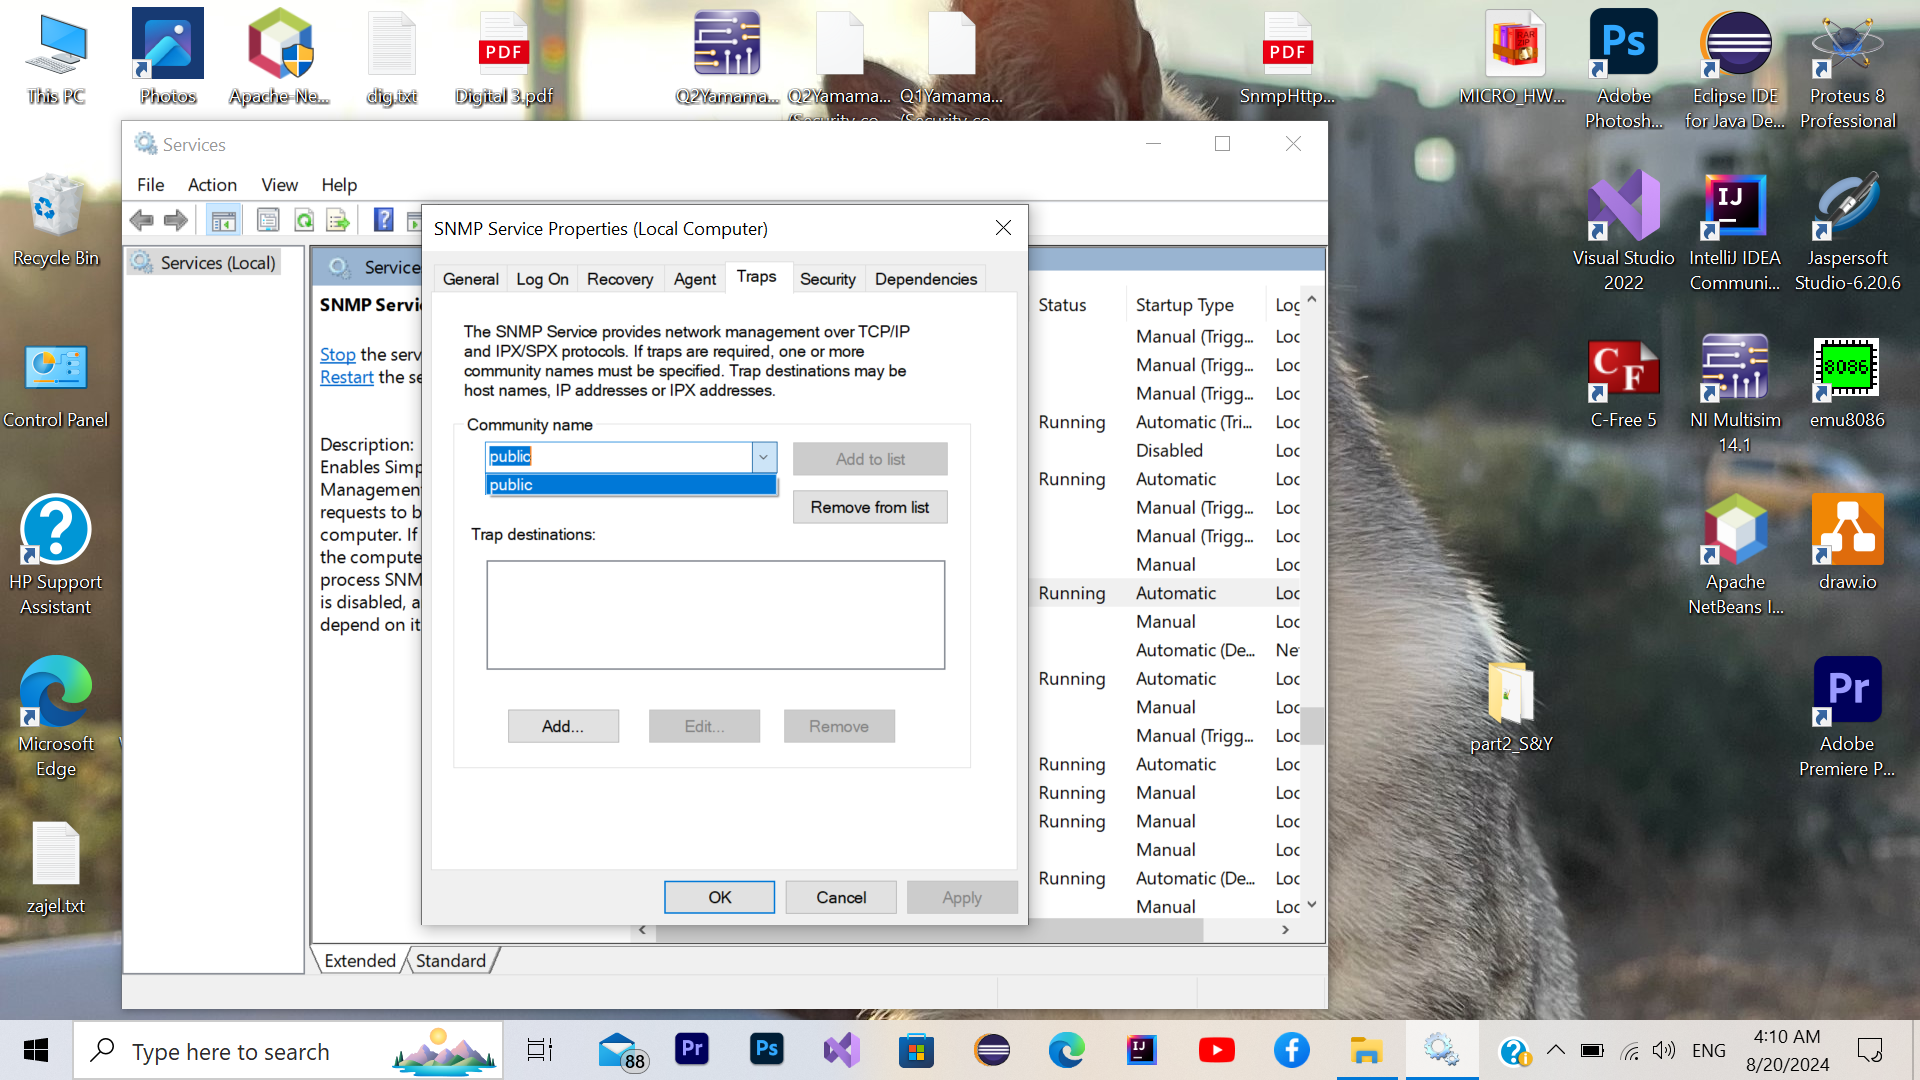 This PC
Photos
Apache-Ne...
dig.txt
PDF
Digital 3.pdf
Q2Yamama...
Q2Yamama...
Q1Yamama...
PDF
SnmpHttp...
MICRO_HW...
Ps
Adobe
Photosh...
Eclipse IDE
for Java De...
Proteus 8
Professional
Recycle Bin
Control Panel
HP Support
Assistant
Microsoft
Edge
zajel.txt
Visual Studio
2022
IJ
IntelliJ IDEA
Communi...
Jaspersoft
Studio-6.20.6
CF
C-Free 5
NI Multisim
14.1
8086
emu8086
Apache
NetBeans I...
draw.io
part2_S&Y
Pr
Adobe
Premiere P...
Services
File Action View Help
Services (Local)
Service
SNMP Servi
Stop the serv
Restart the se
Description:
Enables Simp
Management
requests to b
computer. If
the compute
process SNM
is disabled, a
depend on it
SNMP Service Properties (Local Computer)
General Log On Recovery Agent Traps Security Dependencies
The SNMP Service provides network management over TCP/IP
and IPX/SPX protocols. If traps are required, one or more
community names must be specified. Trap destinations may be
host names, IP addresses or IPX addresses.
Community name
public
public
Add to list
Remove from list
Trap destinations:
Add... Edit... Remove
OK Cancel Apply
Status Startup Type Log
Manual (Trigg... Loc
Manual (Trigg... Loc
Manual (Trigg... Loc
Running Automatic (Tri... Loc
Disabled Loc
Running Automatic Loc
Manual (Trigg... Loc
Manual (Trigg... Loc
Manual Loc
Running Automatic Loc
Manual Loc
Automatic (De... Net
Running Automatic Loc
Manual Loc
Manual (Trigg... Loc
Running Automatic Loc
Running Manual Loc
Running Manual Loc
Manual Loc
Running Automatic (De... Loc
Manual Loc
Extended Standard
Type here to search
88
Pr
Ps
IJ
ENG
4:10 AM
8/20/2024